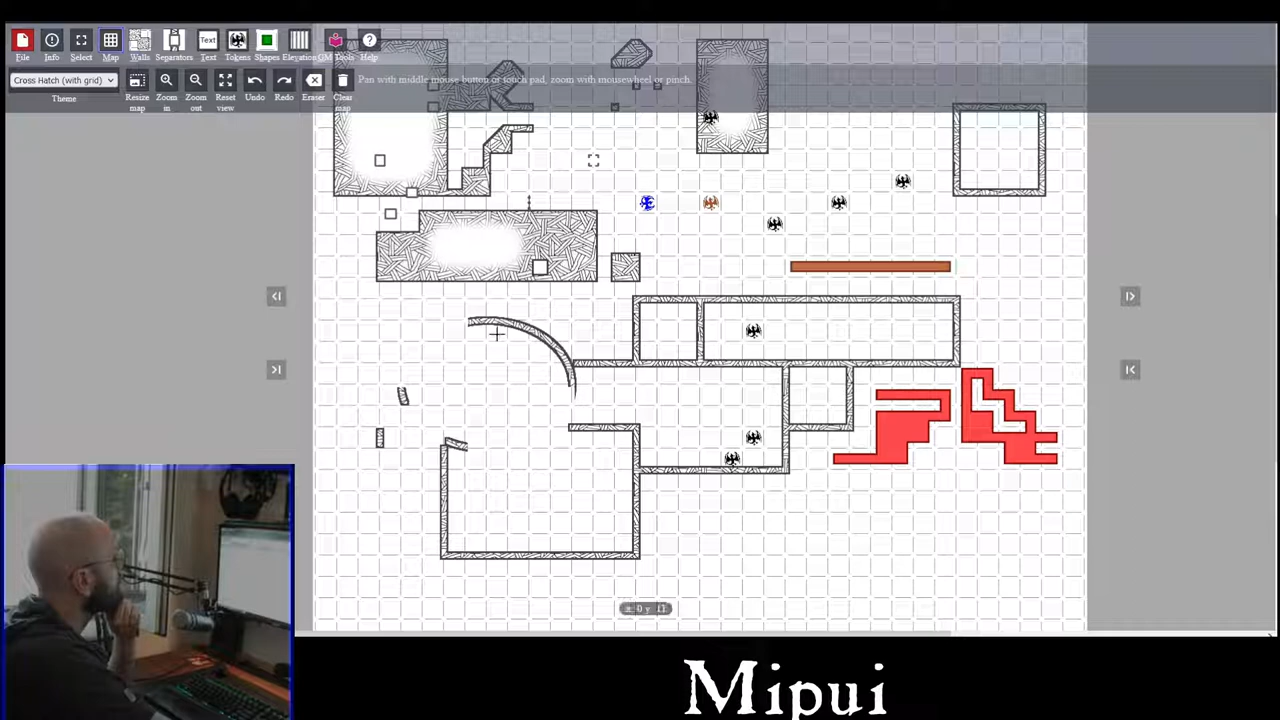 File Info Select Map Walls Separators Text Tokens Shapes Elevation GM Tools Help
Cross Hatch (with grid)
Pan with middle mouse button or touch pad, zoom with mousewheel or pinch.
Theme Resize map Zoom in Zoom out Reset view Undo Redo Eraser Clear map
Mipui